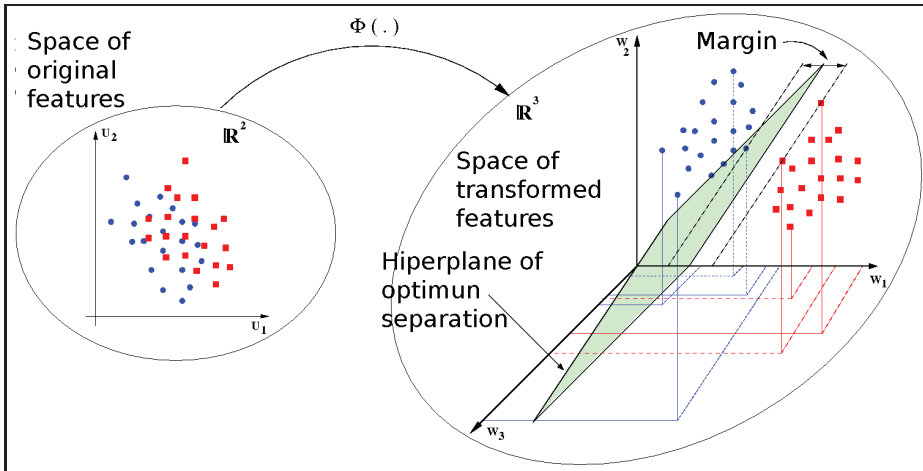 Space of
original
features
Φ ( . )
ℝ²
U₂
U₁
Margin
W₂
ℝ³
Space of
transformed
features
Hiperplane of
optimun
separation
W₁
W₃